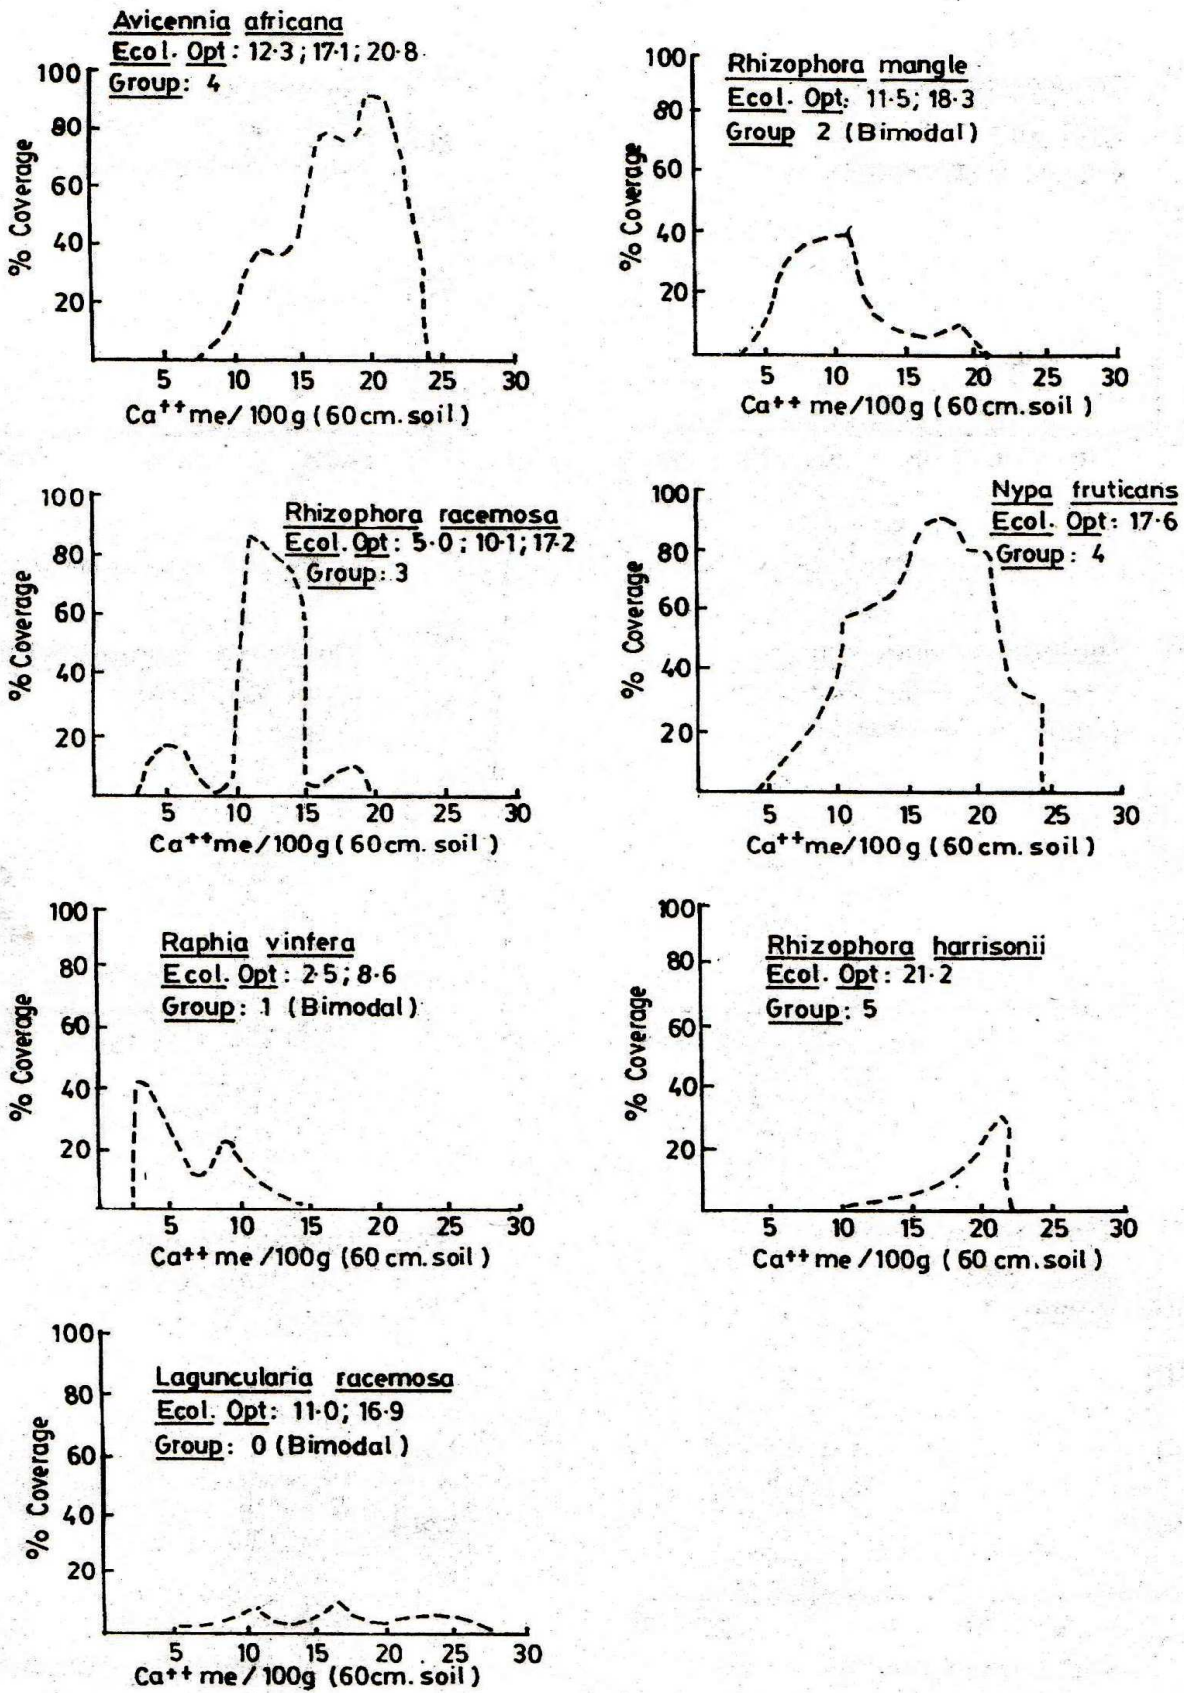 Avicennia africana
Ecol. Opt: 12·3; 17·1; 20·8
Group: 4
100
80
60
40
20
% Coverage
5 10 15 20 25 30
Ca++ me/100g (60cm. soil)
Rhizophora mangle
Ecol. Opt: 11·5; 18·3
Group 2 (Bimodal)
100
80
60
40
20
% Coverage
5 10 15 20 25 30
Ca++ me/100g (60cm. soil)
Rhizophora racemosa
Ecol. Opt: 5·0; 10·1; 17·2
Group: 3
100
80
60
40
20
% Coverage
5 10 15 20 25 30
Ca++ me/100g (60cm. soil)
Nypa fruticans
Ecol. Opt: 17·6
Group: 4
100
80
60
40
20
% Coverage
5 10 15 20 25 30
Ca++ me/100g (60cm. soil)
Raphia vinfera
Ecol. Opt: 2·5; 8·6
Group: 1 (Bimodal)
100
80
60
40
20
% Coverage
5 10 15 20 25 30
Ca++ me/100g (60cm. soil)
Rhizophora harrisonii
Ecol. Opt: 21·2
Group: 5
100
80
60
40
20
% Coverage
5 10 15 20 25 30
Ca++ me/100g (60 cm. soil)
Laguncularia racemosa
Ecol. Opt: 11·0; 16·9
Group: 0 (Bimodal)
100
80
60
40
20
% Coverage
5 10 15 20 25 30
Ca++ me/100g (60cm. soil)